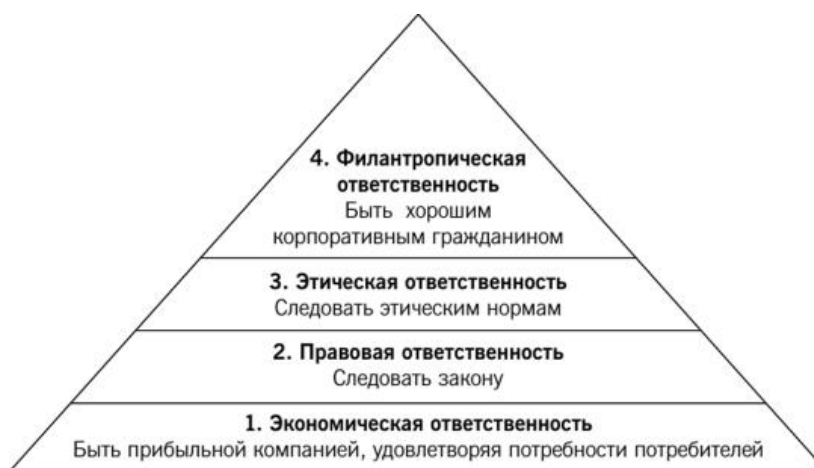 4. Филантропическая
ответственность
Быть хорошим
корпоративным гражданином
3. Этическая ответственность
Следовать этическим нормам
2. Правовая ответственность
Следовать закону
1. Экономическая ответственность
Быть прибыльной компанией, удовлетворяя потребности потребителей